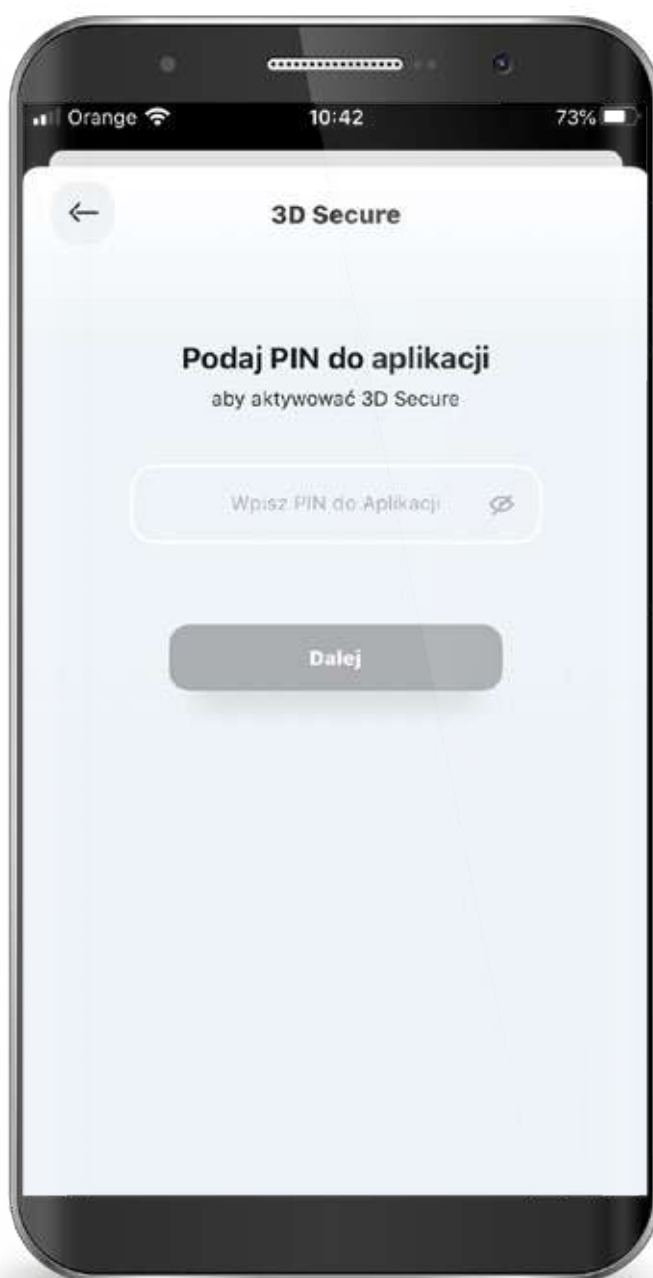 Orange
10:42
73%
3D Secure
Podaj PIN do aplikacji
aby aktywować 3D Secure
Wpisz PIN do Aplikacji
Dalej